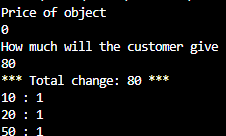 Price of object
0
How much will the customer give
80
*** Total change: 80 ***
10 : 1
20 : 1
50 : 1